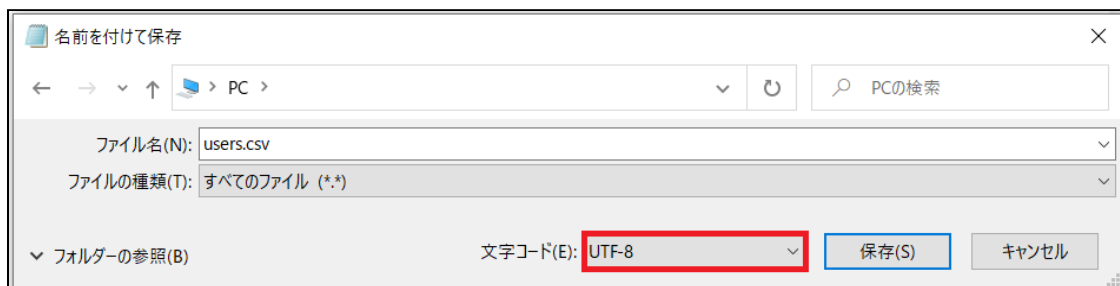 名前を付けて保存
PC
PCの検索
ファイル名(N): users.csv
ファイルの種類(T): すべてのファイル (*.*)
フォルダーの参照(B) 文字コード(E): UTF-8 保存(S) キャンセル